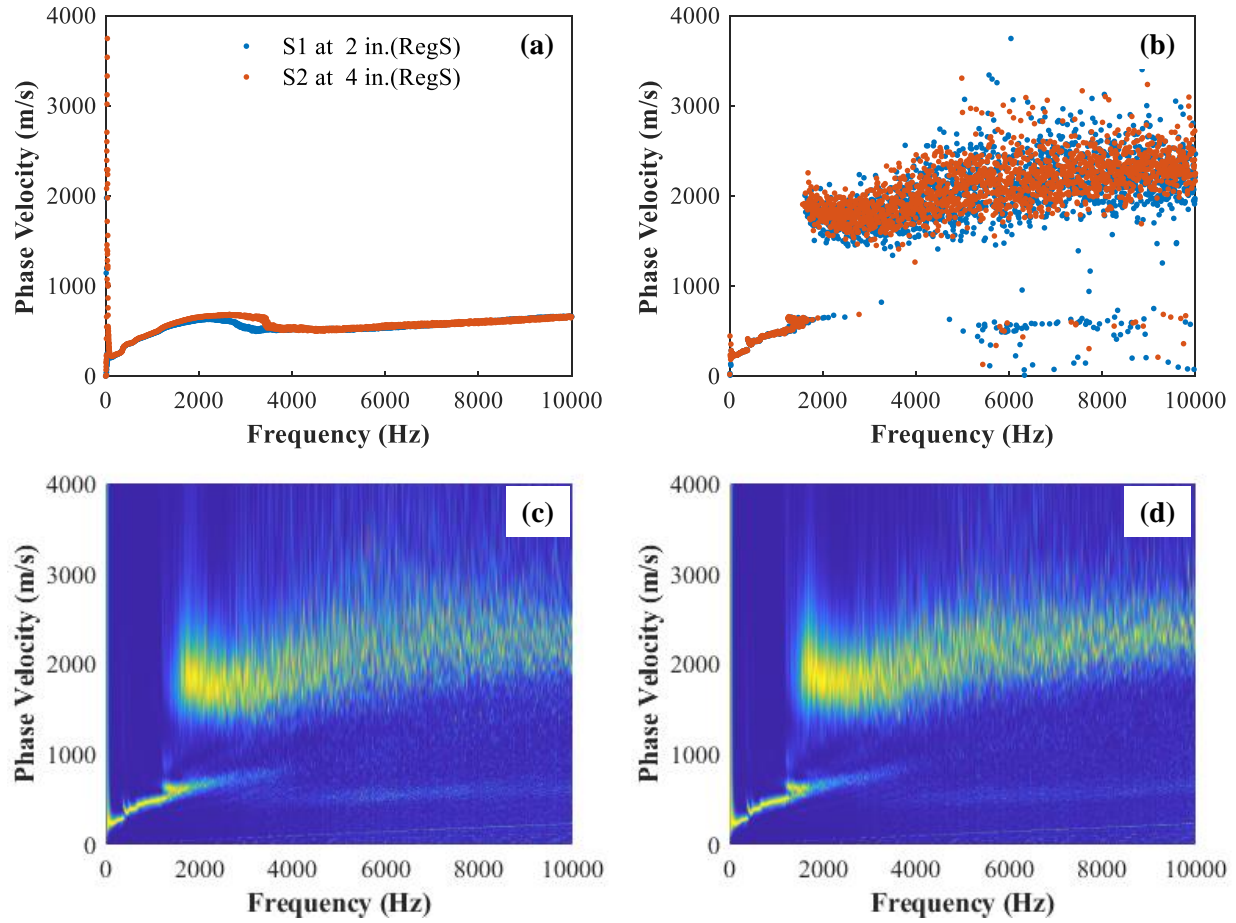 4000
3000
2000
1000
0
Phase Velocity (m/s)
S1 at 2 in.(RegS)
S2 at 4 in.(RegS)
(a)
0 2000 4000 6000 8000 10000
Frequency (Hz)
4000
3000
2000
1000
0
Phase Velocity (m/s)
(b)
0 2000 4000 6000 8000 10000
Frequency (Hz)
4000
3000
2000
1000
0
Phase Velocity (m/s)
(c)
0 2000 4000 6000 8000 10000
Frequency (Hz)
4000
3000
2000
1000
0
Phase Velocity (m/s)
(d)
0 2000 4000 6000 8000 10000
Frequency (Hz)